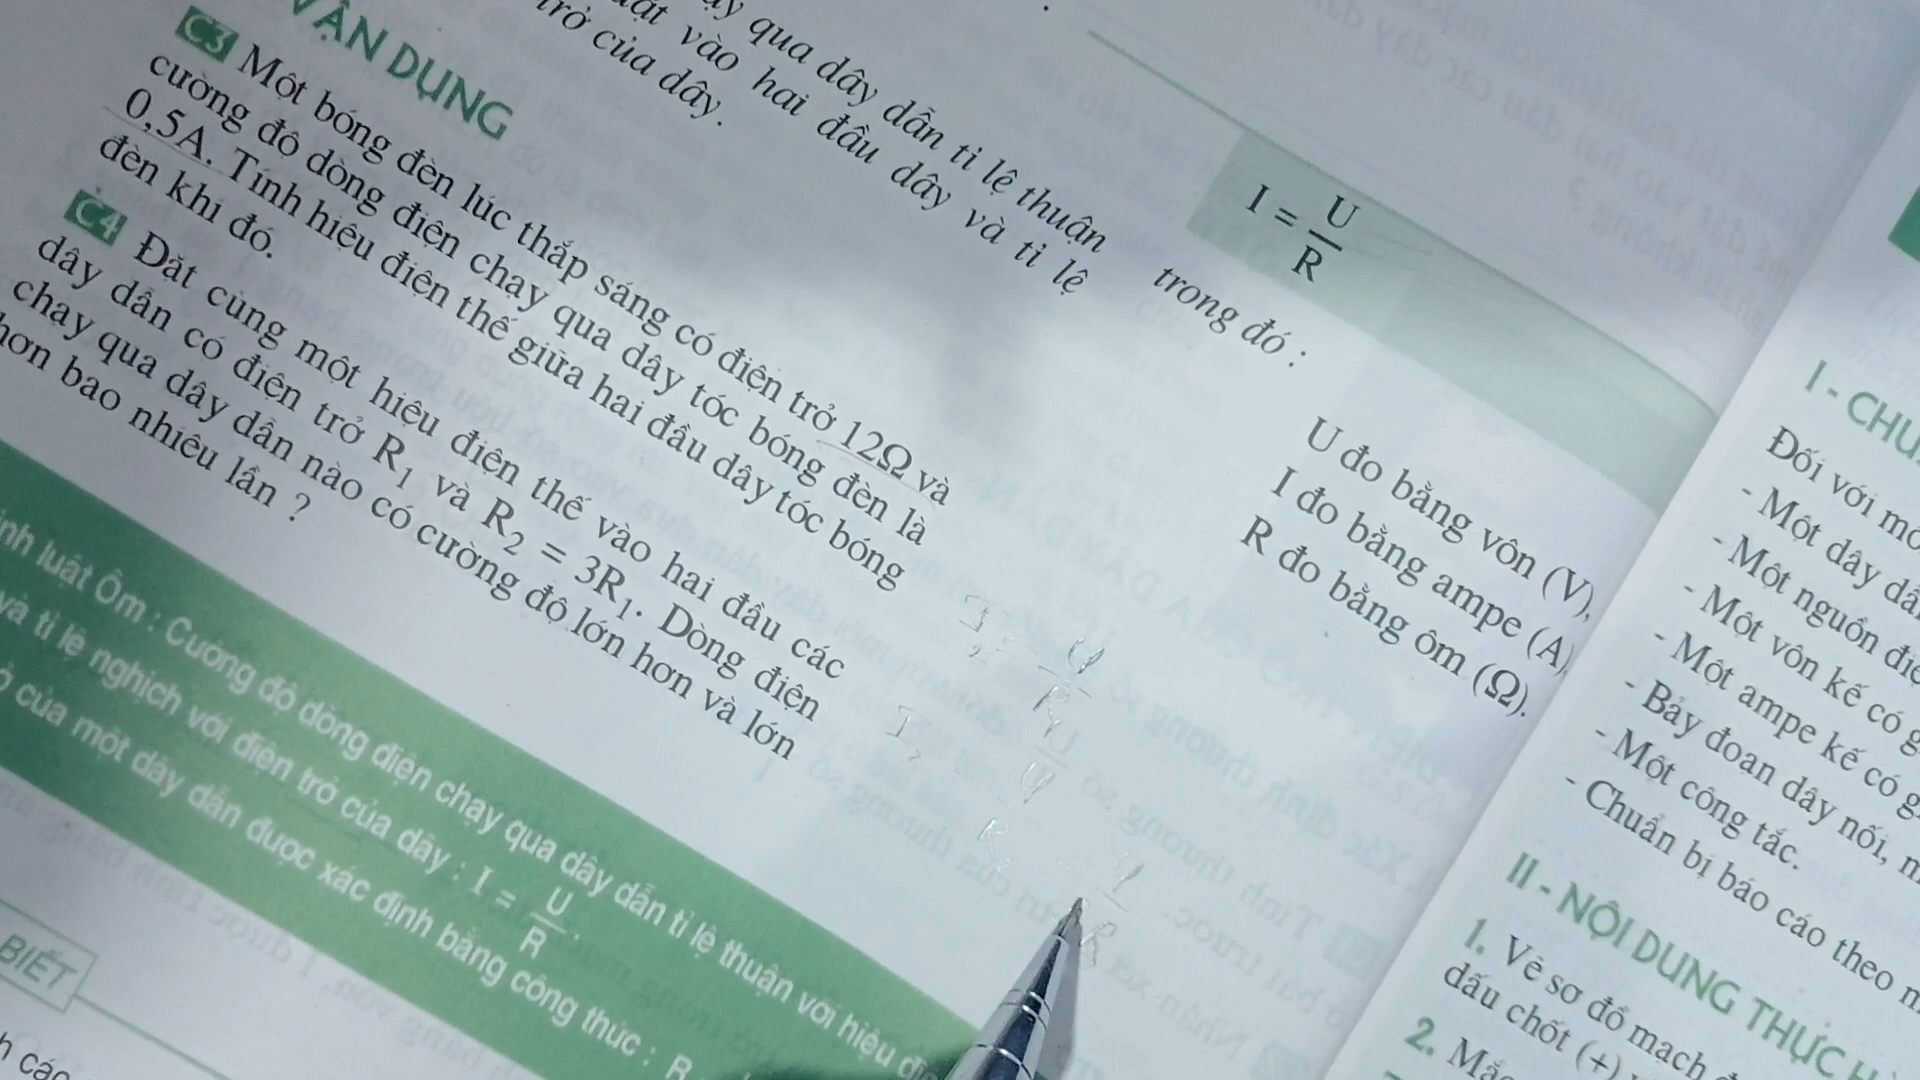 qua dây dẫn tỉ lệ thuận
vào hai đầu dây và tỉ lệ
trở của dây.
I = U/R
trong đó :
U đo bằng vôn (V),
I đo bằng ampe (A),
R đo bằng ôm (Ω).
VẬN DỤNG
C3 Một bóng đèn lúc thắp sáng có điện trở 12Ω và
cường độ dòng điện chạy qua dây tóc bóng đèn là
0,5A. Tính hiệu điện thế giữa hai đầu dây tóc bóng
đèn khi đó.
C4 Đặt cùng một hiệu điện thế vào hai đầu các
dây dẫn có điện trở R₁ và R₂ = 3R₁. Dòng điện
chạy qua dây dẫn nào có cường độ lớn hơn và lớn
hơn bao nhiêu lần ?
luật Ôm : Cường độ dòng điện chạy qua dây dẫn tỉ lệ thuận với hiệu
và tỉ lệ nghịch với điện trở của dây : I = U/R.
của một dây dẫn được xác định bằng công thức : R
BIẾT
I -
Đối với
- Một dây
- Một nguồn
- Một vôn kế có
- Một ampe kế có
- Bảy đoạn dây nối,
- Một công tắc.
- Chuẩn bị báo cáo theo
II - NỘI DUNG THỰC
1. Vẽ sơ đồ mạch
dấu chốt (+)
2.